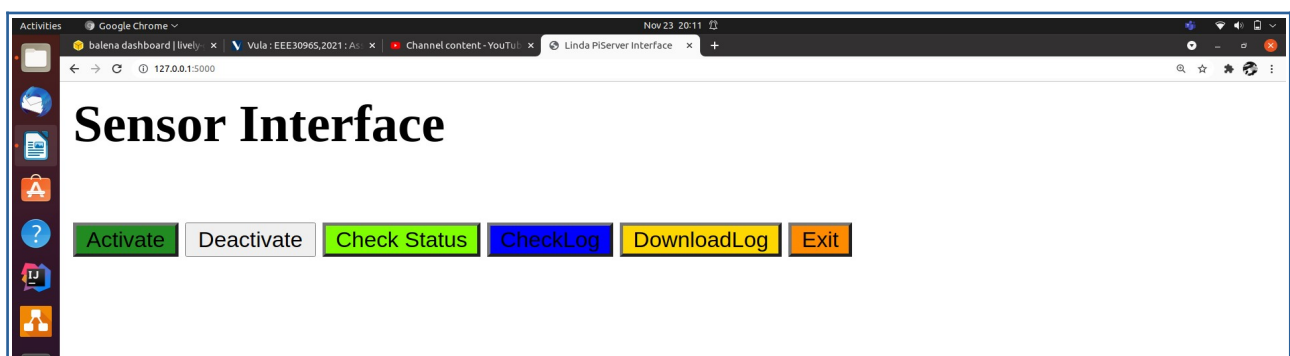 Activities Google Chrome Nov 23 20:11
balena dashboard | lively- Vula : EEE3096S,2021 : As Channel content - YouTub Linda PiServer Interface
127.0.0.1:5000
Sensor Interface
Activate Deactivate Check Status CheckLog DownloadLog Exit